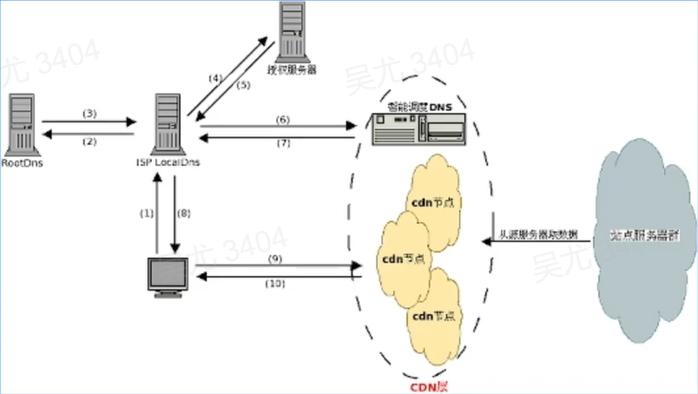 吴尤 3404
尤 3404
授权服务器
(4)
(5)
智能调度DNS
(3)
(2)
(6)
(7)
RootDns
ISP LocalDns
cdn节点
(1)
(8)
从源服务器取数据
站点服务器群
尤 3404
吴尤
(9)
(10)
cdn节点
cdn节点
CDN层